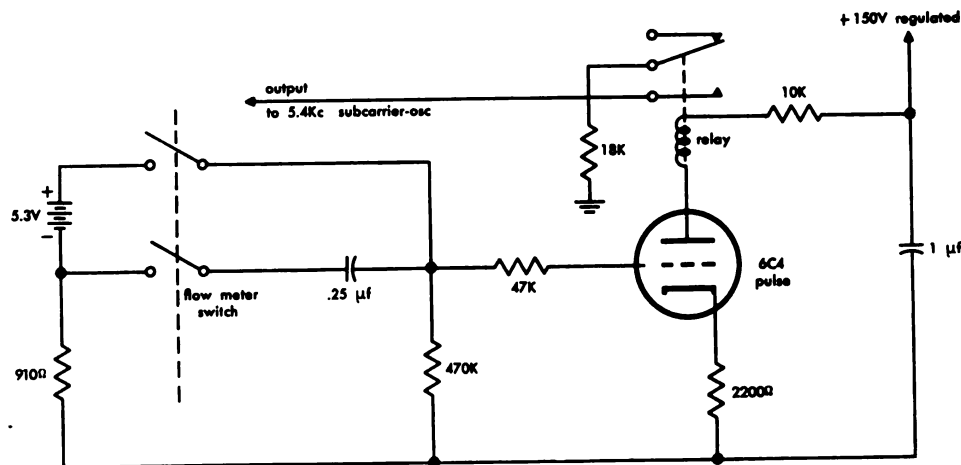 +150V regulated
output
to 5.4Kc subcarrier-osc
10K
relay
18K
+
5.3V
−
6C4
pulse
1 μf
.25 μf
47K
flow meter
switch
910Ω
470K
2200Ω